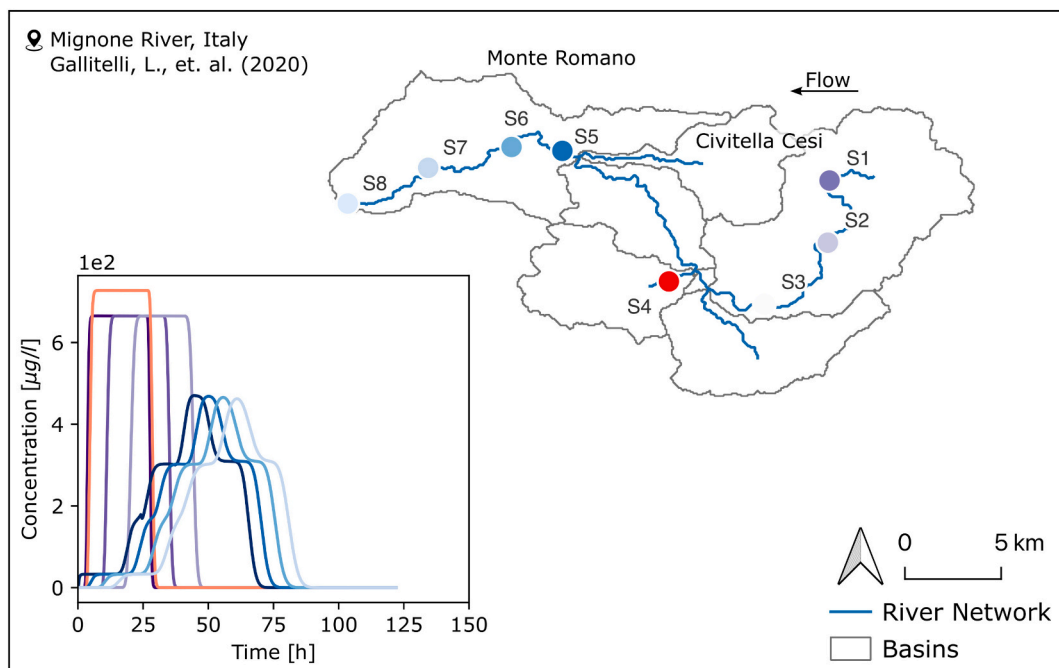 Mignone River, Italy
Gallitelli, L., et. al. (2020)
Monte Romano
Flow
Civitella Cesi
S1
S2
S3
S4
S5
S6
S7
S8
1e2
6
4
2
0
Concentration [µg/l]
0 25 50 75 100 125 150
Time [h]
0 5 km
River Network
Basins